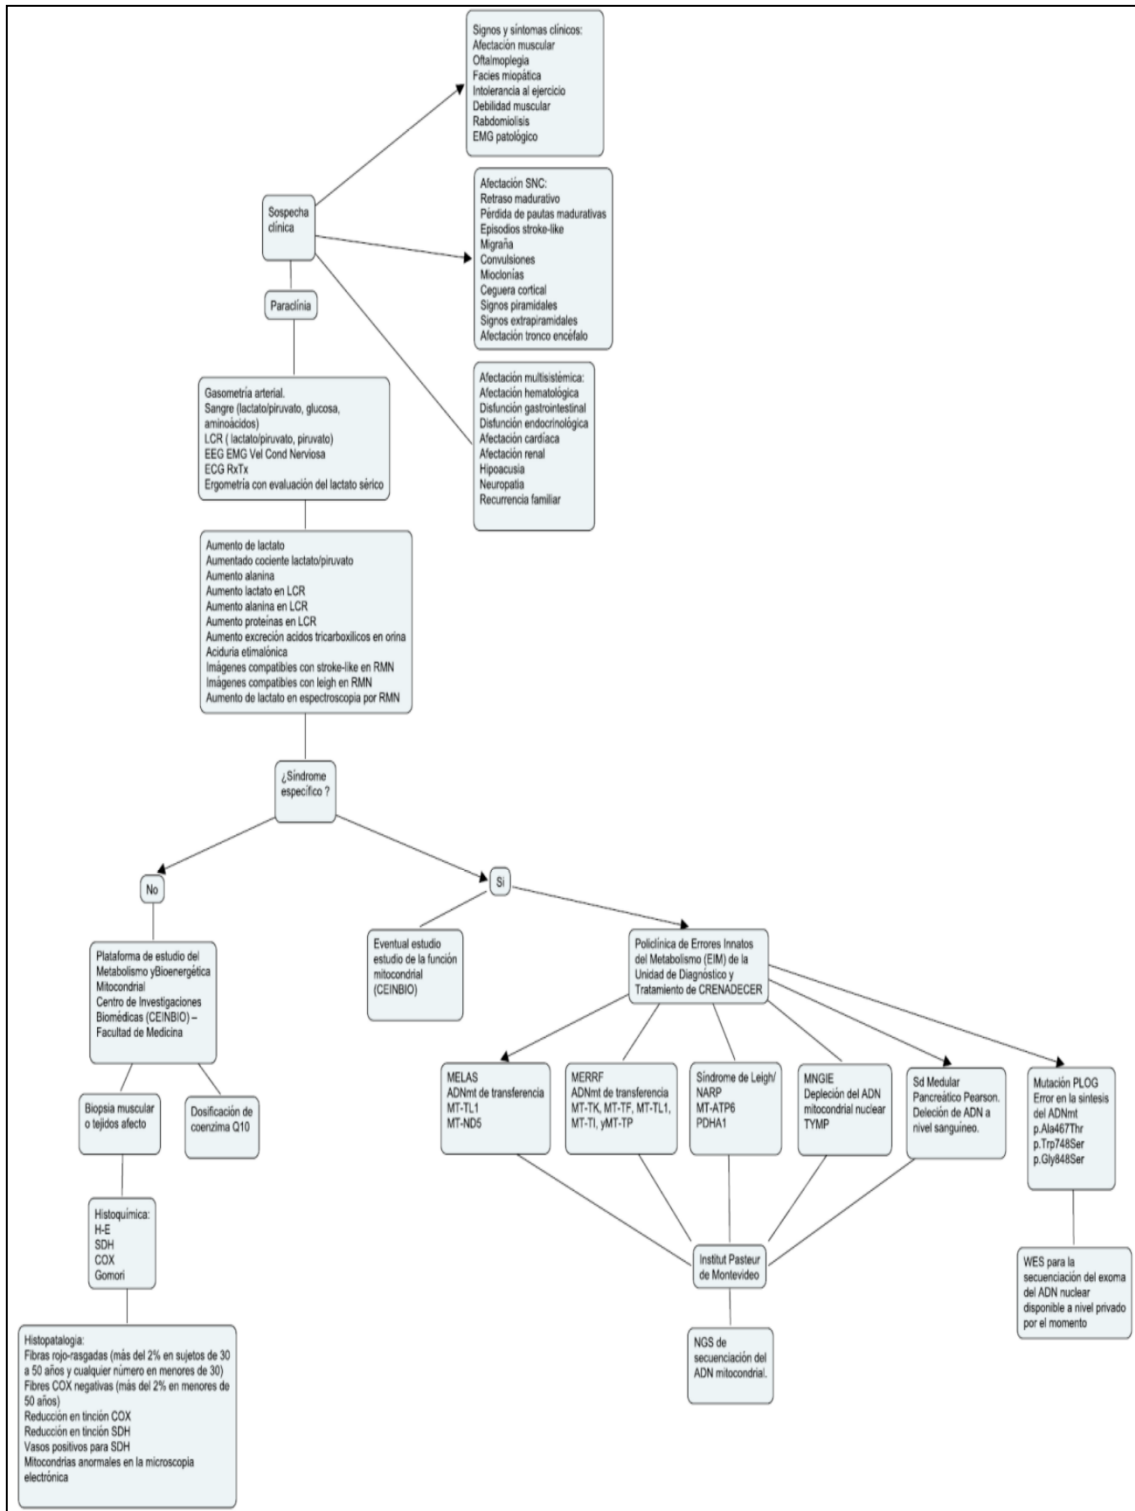 Signos y síntomas clínicos:
Afectación muscular
Oftalmoplegia
Facies miopática
Intolerancia al ejercicio
Debilidad muscular
Rabdomiolisis
EMG patológico
Sospecha
clínica
Afectación SNC:
Retraso madurativo
Pérdida de pautas madurativas
Episodios stroke-like
Migraña
Convulsiones
Mioclonías
Ceguera cortical
Signos piramidales
Signos extrapiramidales
Afectación tronco encéfalo
Paraclínia
Afectación multisistémica:
Afectación hematológica
Disfunción gastrointestinal
Disfunción endocrinológica
Afectación cardíaca
Afectación renal
Hipoacusia
Neuropatía
Recurrencia familiar
Gasometría arterial.
Sangre (lactato/piruvato, glucosa,
aminoácidos)
LCR ( lactato/piruvato, piruvato)
EEG EMG Vel Cond Nerviosa
ECG RxTx
Ergometría con evaluación del lactato sérico
Aumento de lactato
Aumentado cociente lactato/piruvato
Aumento alanina
Aumento lactato en LCR
Aumento alanina en LCR
Aumento proteínas en LCR
Aumento excreción acidos tricarboxilicos en orina
Aciduria etimalónica
Imágenes compatibles con stroke-like en RMN
Imágenes compatibles con leigh en RMN
Aumento de lactato en espectroscopia por RMN
¿Síndrome
específico ?
No
Si
Plataforma de estudio del
Metabolismo yBioenergética
Mitocondrial
Centro de Investigaciones
Biomédicas (CEINBIO) –
Facultad de Medicina
Eventual estudio
estudio de la función
mitocondrial
(CEINBIO)
Policlínica de Errores Innatos
del Metabolismo (EIM) de la
Unidad de Diagnóstico y
Tratamiento de CRENADECER
Biopsia muscular
o tejidos afecto
Dosificación de
coenzima Q10
MELAS
ADNmt de transferencia
MT-TL1
MT-ND5
MERRF
ADNmt de transferencia
MT-TK, MT-TF, MT-TL1,
MT-TI, yMT-TP
Síndrome de Leigh/
NARP
MT-ATP6
PDHA1
MNGIE
Depleción del ADN
mitocondrial nuclear
TYMP
Sd Medular
Pancreático Pearson.
Deleción de ADN a
nivel sanguíneo.
Mutación PLOG
Error en la síntesis
del ADNmt
p.Ala467Thr
p.Trp748Ser
p.Gly848Ser
Histoquímica:
H-E
SDH
COX
Gomori
Institut Pasteur
de Montevideo
WES para la
secuenciación del exoma
del ADN nuclear
disponible a nivel privado
por el momento
Histopatalogía:
Fibras rojo-rasgadas (más del 2% en sujetos de 30
a 50 años y cualquier número en menores de 30)
Fibres COX negativas (más del 2% en menores de
50 años)
Reducción en tinción COX
Reducción en tinción SDH
Vasos positivos para SDH
Mitocondrias anormales en la microscopía
electrónica
NGS de
secuenciación del
ADN mitocondrial.